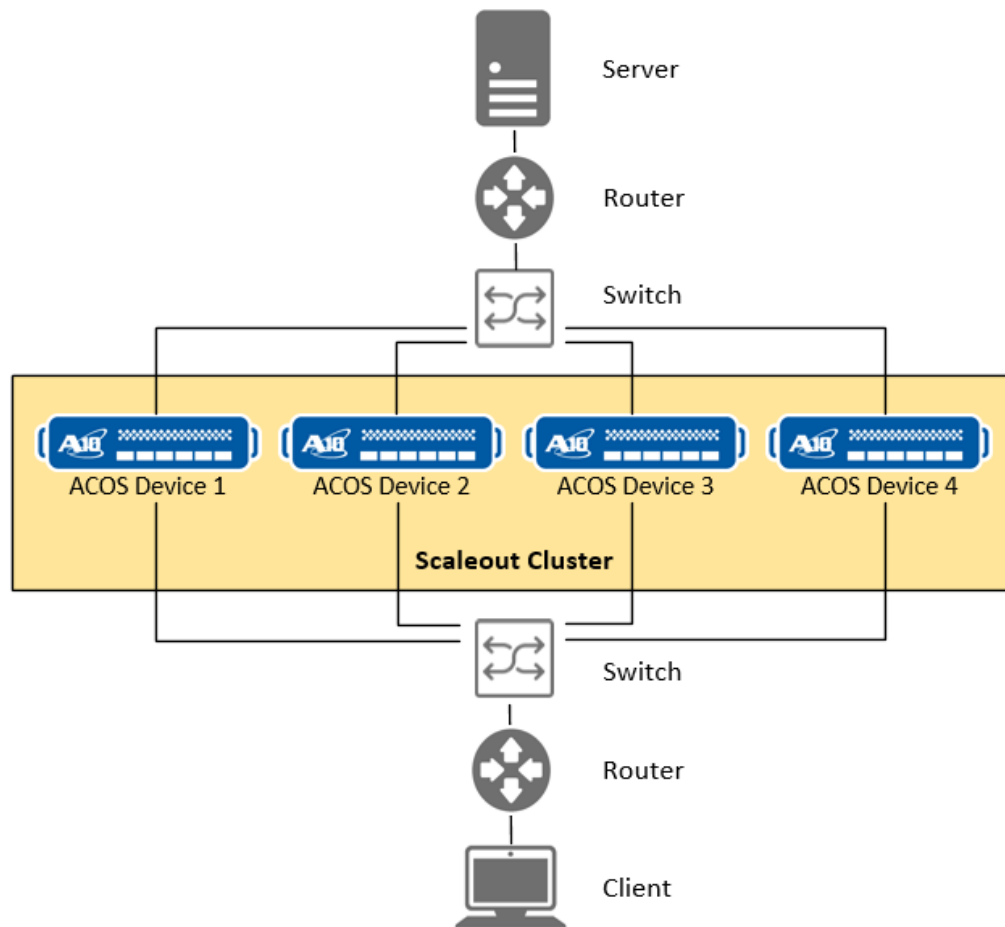 Server
Router
Switch
A10 A10 A10 A10
ACOS Device 1 ACOS Device 2 ACOS Device 3 ACOS Device 4
Scaleout Cluster
Switch
Router
Client